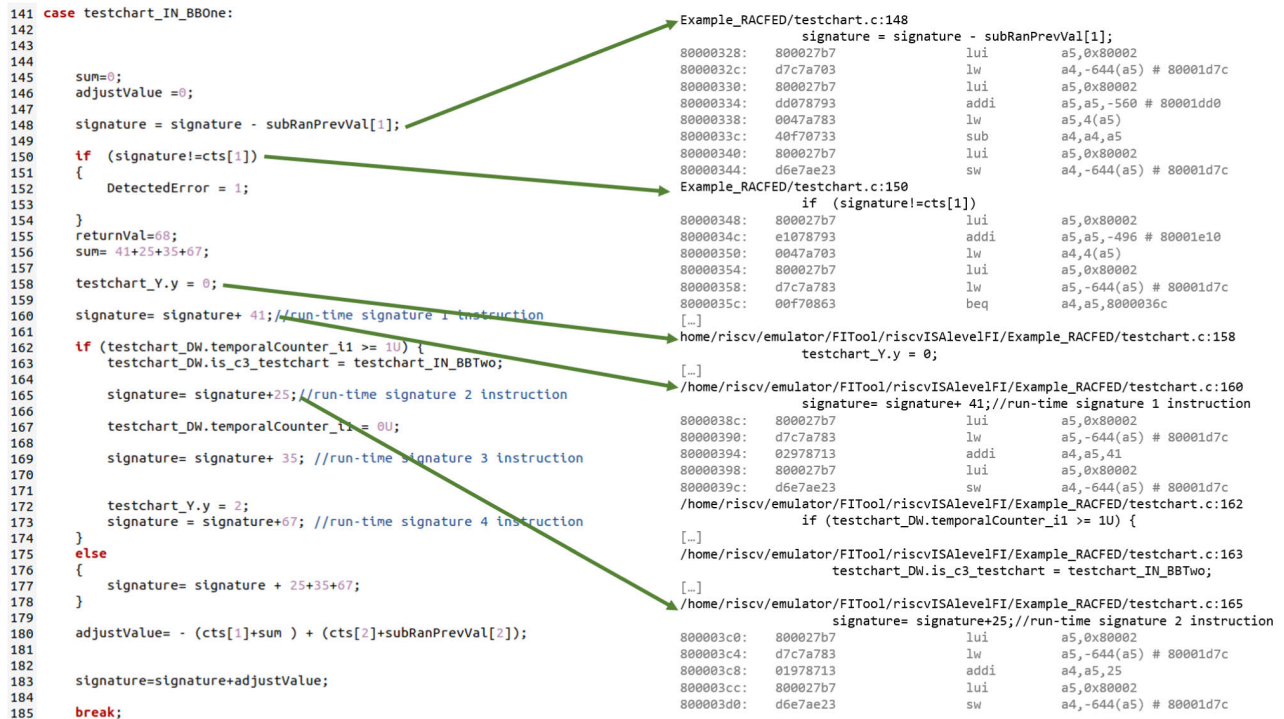 141 case testchart_IN_BBOne:
142
143
144
145 sum=0;
146 adjustValue =0;
147
148 signature = signature - subRanPrevVal[1];
149
150 if (signature!=cts[1])
151 {
152 DetectedError = 1;
153
154 }
155 returnVal=68;
156 sum= 41+25+35+67;
157
158 testchart_Y.y = 0;
159
160 signature= signature+ 41;//run-time signature 1 instruction
161
162 if (testchart_DW.temporalCounter_i1 >= 1U) {
163 testchart_DW.is_c3_testchart = testchart_IN_BBTwo;
164
165 signature= signature+25;//run-time signature 2 instruction
166
167 testchart_DW.temporalCounter_i1 = 0U;
168
169 signature= signature+ 35; //run-time signature 3 instruction
170
171
172 testchart_Y.y = 2;
173 signature = signature+67; //run-time signature 4 instruction
174 }
175 else
176 {
177 signature= signature + 25+35+67;
178 }
179
180 adjustValue= - (cts[1]+sum ) + (cts[2]+subRanPrevVal[2]);
181
182
183 signature=signature+adjustValue;
184
185 break;
Example_RACFED/testchart.c:148
signature = signature - subRanPrevVal[1];
80000328: 800027b7 lui a5,0x80002
8000032c: d7c7a703 lw a4,-644(a5) # 80001d7c
80000330: 800027b7 lui a5,0x80002
80000334: dd078793 addi a5,a5,-560 # 80001dd0
80000338: 0047a783 lw a5,4(a5)
8000033c: 40f70733 sub a4,a4,a5
80000340: 800027b7 lui a5,0x80002
80000344: d6e7ae23 sw a4,-644(a5) # 80001d7c
Example_RACFED/testchart.c:150
if (signature!=cts[1])
80000348: 800027b7 lui a5,0x80002
8000034c: e1078793 addi a5,a5,-496 # 80001e10
80000350: 0047a703 lw a4,4(a5)
80000354: 800027b7 lui a5,0x80002
80000358: d7c7a783 lw a5,-644(a5) # 80001d7c
8000035c: 00f70863 beq a4,a5,8000036c
[…]
home/riscv/emulator/FITool/riscvISAlevelFI/Example_RACFED/testchart.c:158
testchart_Y.y = 0;
[…]
/home/riscv/emulator/FITool/riscvISAlevelFI/Example_RACFED/testchart.c:160
signature= signature+ 41;//run-time signature 1 instruction
8000038c: 800027b7 lui a5,0x80002
80000390: d7c7a783 lw a5,-644(a5) # 80001d7c
80000394: 02978713 addi a4,a5,41
80000398: 800027b7 lui a5,0x80002
8000039c: d6e7ae23 sw a4,-644(a5) # 80001d7c
/home/riscv/emulator/FITool/riscvISAlevelFI/Example_RACFED/testchart.c:162
if (testchart_DW.temporalCounter_i1 >= 1U) {
[…]
/home/riscv/emulator/FITool/riscvISAlevelFI/Example_RACFED/testchart.c:163
testchart_DW.is_c3_testchart = testchart_IN_BBTwo;
[…]
/home/riscv/emulator/FITool/riscvISAlevelFI/Example_RACFED/testchart.c:165
signature= signature+25;//run-time signature 2 instruction
800003c0: 800027b7 lui a5,0x80002
800003c4: d7c7a783 lw a5,-644(a5) # 80001d7c
800003c8: 01978713 addi a4,a5,25
800003cc: 800027b7 lui a5,0x80002
800003d0: d6e7ae23 sw a4,-644(a5) # 80001d7c